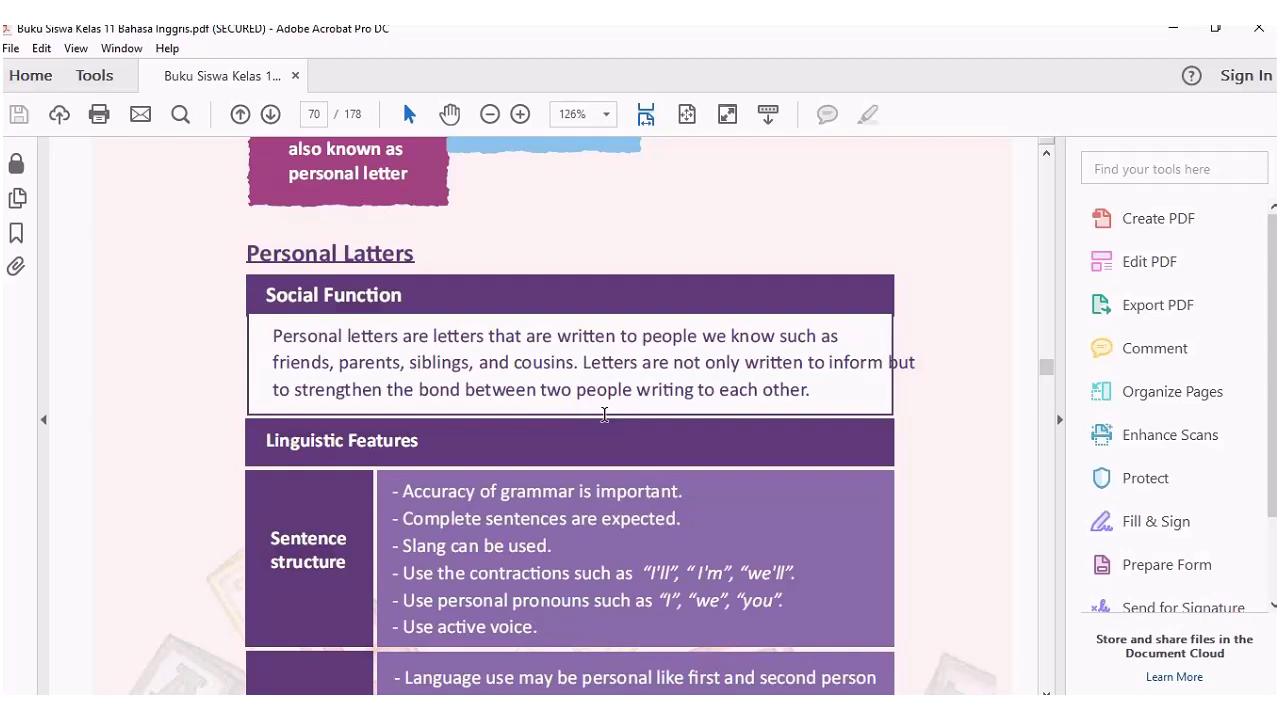 Buku Siswa Kelas 11 Bahasa Inggris.pdf (SECURED) - Adobe Acrobat Pro DC
File Edit View Window Help
Home Tools Buku Siswa Kelas 1... × Sign In
70 / 178 126%
also known as
personal letter
Personal Latters
Social Function
Personal letters are letters that are written to people we know such as
friends, parents, siblings, and cousins. Letters are not only written to inform but
to strengthen the bond between two people writing to each other.
Linguistic Features
Sentence
structure
- Accuracy of grammar is important.
- Complete sentences are expected.
- Slang can be used.
- Use the contractions such as “I'll”, “ I'm”, “we'll”.
- Use personal pronouns such as “I”, “we”, “you”.
- Use active voice.
- Language use may be personal like first and second person
Find your tools here
Create PDF
Edit PDF
Export PDF
Comment
Organize Pages
Enhance Scans
Protect
Fill & Sign
Prepare Form
Send for Signature
Store and share files in the
Document Cloud
Learn More